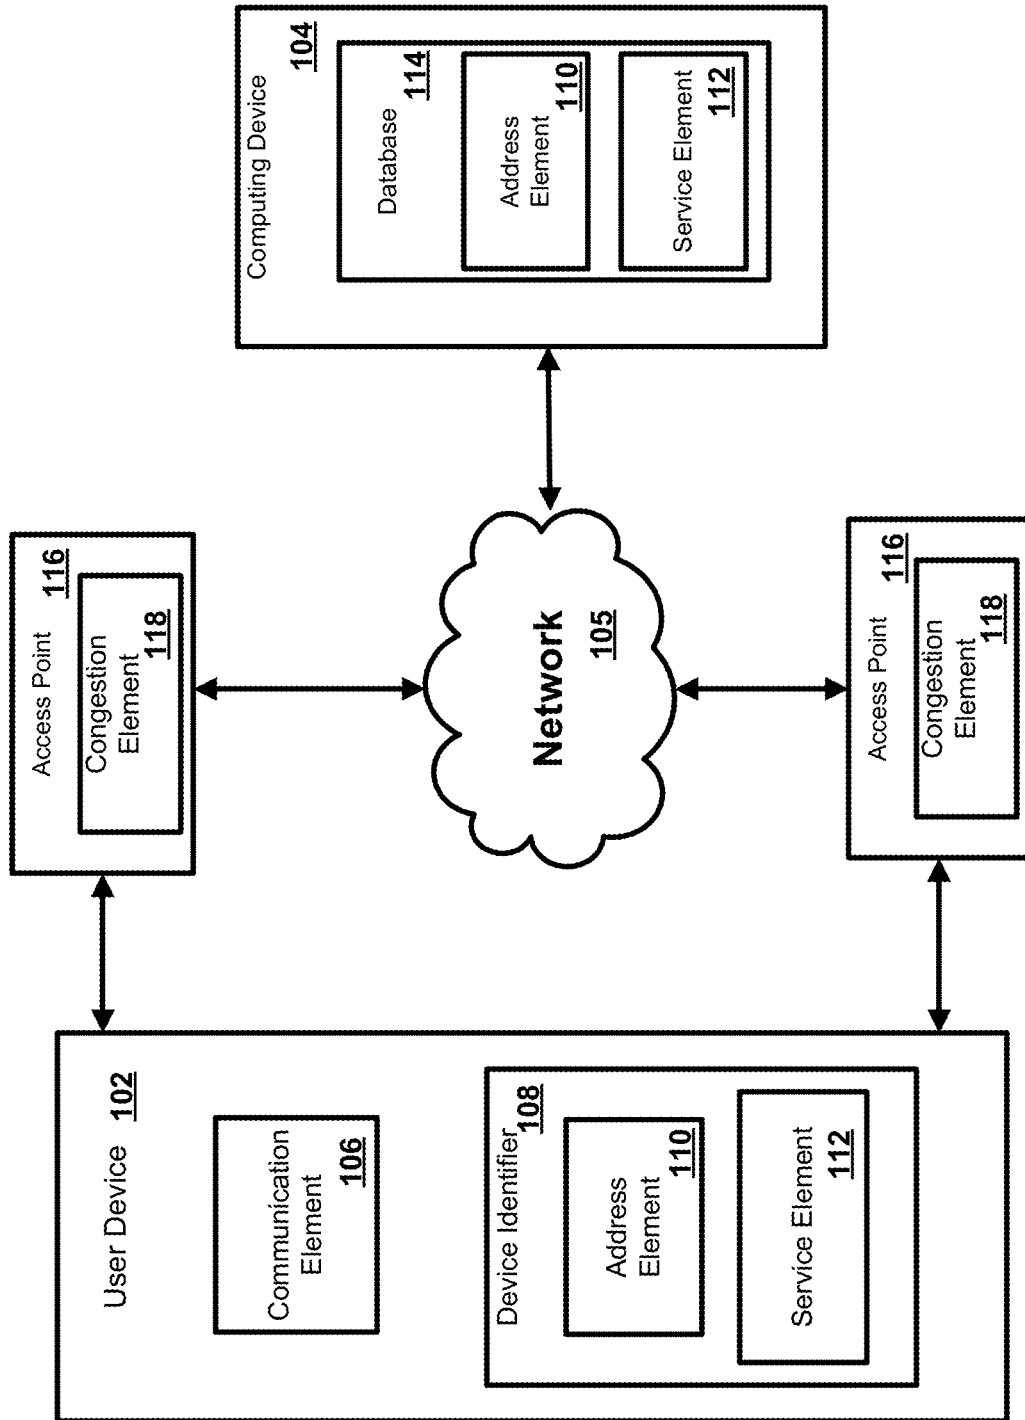 User Device
102
Communication
Element
106
Device Identifier
108
Address
Element
110
Service Element
112
Access Point
116
Congestion
Element
118
Network
105
Access Point
116
Congestion
Element
118
Computing Device
104
Database
114
Address
Element
110
Service Element
112